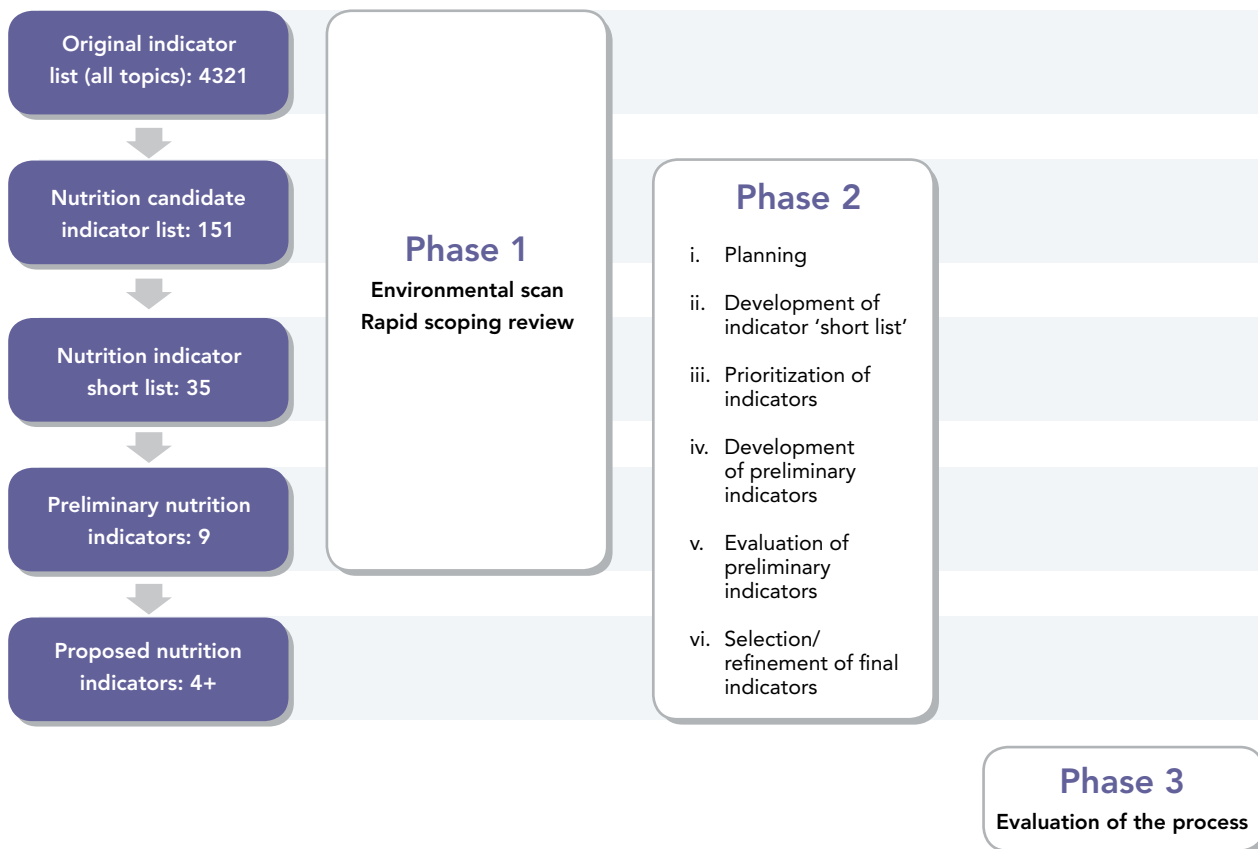 Original indicator
list (all topics): 4321
Nutrition candidate
indicator list: 151
Nutrition indicator
short list: 35
Preliminary nutrition
indicators: 9
Proposed nutrition
indicators: 4+
Phase 1
Environmental scan
Rapid scoping review
Phase 2
i. Planning
ii. Development of
indicator ‘short list’
iii. Prioritization of
indicators
iv. Development
of preliminary
indicators
v. Evaluation of
preliminary
indicators
vi. Selection/
refinement of final
indicators
Phase 3
Evaluation of the process